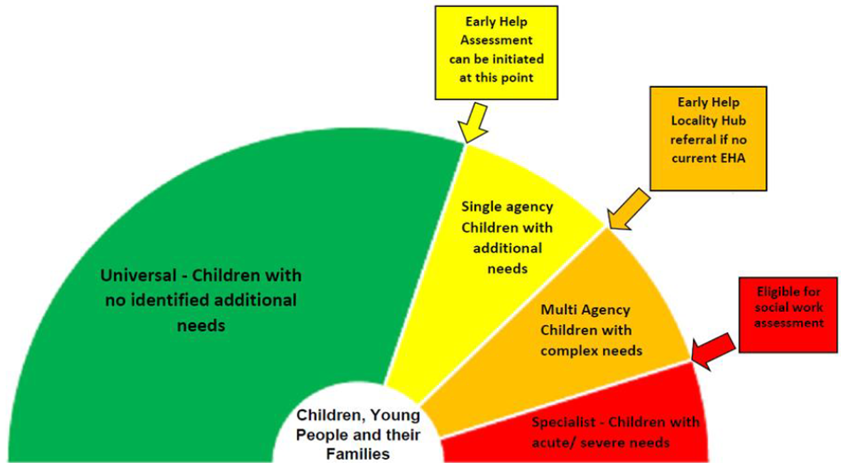 Early Help
Assessment
can be initiated
at this point
Early Help
Locality Hub
referral if no
current EHA
Single agency
Children with
additional
needs
Universal - Children with
no identified additional
needs
Eligible for
social work
assessment
Multi Agency
Children with
complex needs
Children, Young
People and their
Families
Specialist - Children with
acute/ severe needs